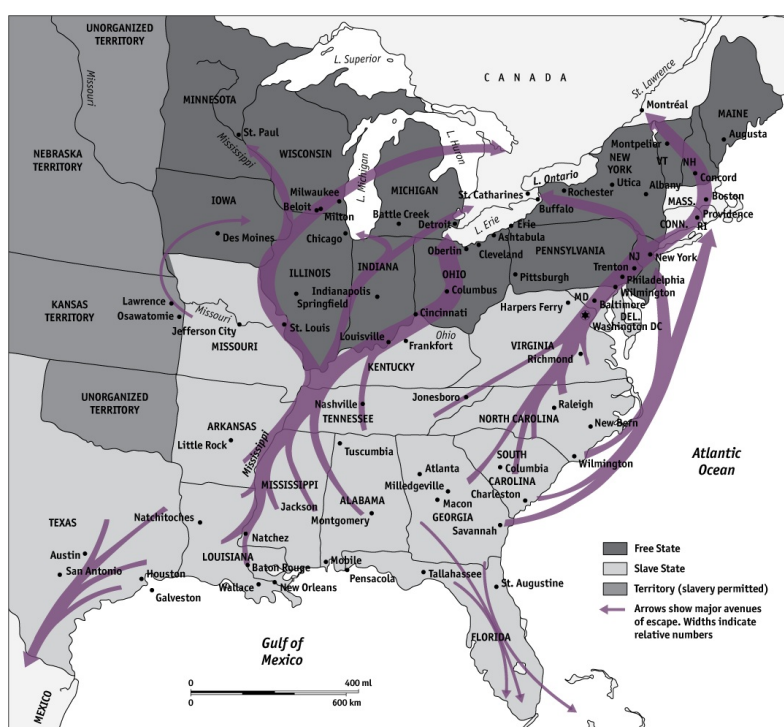 UNORGANIZED
TERRITORY
L. Superior
CANADA
St. Lawrence
Missouri
MINNESOTA
Montréal
MAINE
St. Paul
Augusta
Mississippi
Montpelier
VT
NH
WISCONSIN
L. Huron
NEBRASKA
TERRITORY
L. Michigan
NEW
YORK
Concord
L. Ontario
Milwaukee
MICHIGAN
St. Catharines
Rochester
Utica
Albany
Boston
IOWA
Beloit
Milton
MASS.
Buffalo
Providence
Battle Creek
CONN.
RI
Des Moines
Chicago
Detroit
L. Erie
Erie
Ashtabula
Oberlin
Cleveland
PENNSYLVANIA
NJ
New York
ILLINOIS
INDIANA
OHIO
Trenton
Pittsburgh
Philadelphia
KANSAS
TERRITORY
Indianapolis
Springfield
Columbus
Wilmington
Lawrence
Harpers Ferry
MD
Baltimore
Osawatomie
Missouri
Cincinnati
DEL.
Washington DC
Jefferson City
St. Louis
Ohio
MISSOURI
Louisville
Frankfort
VIRGINIA
Richmond
KENTUCKY
UNORGANIZED
TERRITORY
Jonesboro
Nashville
TENNESSEE
Raleigh
NORTH CAROLINA
ARKANSAS
New Bern
Little Rock
Mississippi
Tuscumbia
SOUTH
CAROLINA
Columbia
Wilmington
Atlantic
Ocean
Atlanta
Milledgeville
MISSISSIPPI
Charleston
ALABAMA
Macon
Jackson
GEORGIA
Natchitoches
Montgomery
Savannah
TEXAS
Natchez
Austin
LOUISIANA
Mobile
San Antonio
Houston
Baton Rouge
Tallahassee
St. Augustine
Pensacola
Wallace
New Orleans
Galveston
FLORIDA
Gulf of
Mexico
MEXICO
0 400 ml
0 600 km
Free State
Slave State
Territory (slavery permitted)
Arrows show major avenues
of escape. Widths indicate
relative numbers